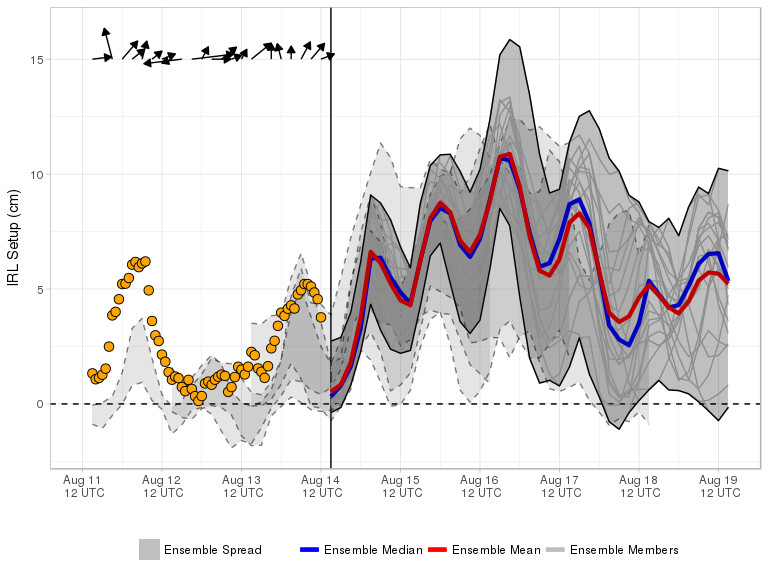 15
10
5
0
IRL Setup (cm)
Aug 11 Aug 12 Aug 13 Aug 14 Aug 15 Aug 16 Aug 17 Aug 18 Aug 19
12 UTC 12 UTC 12 UTC 12 UTC 12 UTC 12 UTC 12 UTC 12 UTC 12 UTC
Ensemble Spread Ensemble Median Ensemble Mean Ensemble Members